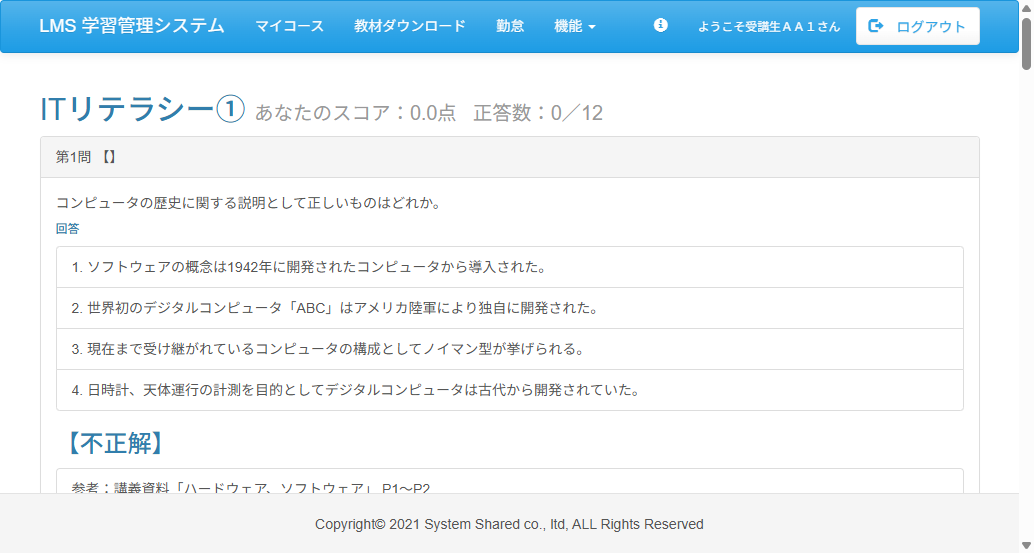 LMS 学習管理システム マイコース 教材ダウンロード 勤怠 機能 ようこそ受講生ＡＡ１さん ログアウト
ITリテラシー① あなたのスコア：0.0点 正答数：0／12
第1問 【】
コンピュータの歴史に関する説明として正しいものはどれか。
回答
1. ソフトウェアの概念は1942年に開発されたコンピュータから導入された。
2. 世界初のデジタルコンピュータ「ABC」はアメリカ陸軍により独自に開発された。
3. 現在まで受け継がれているコンピュータの構成としてノイマン型が挙げられる。
4. 日時計、天体運行の計測を目的としてデジタルコンピュータは古代から開発されていた。
【不正解】
参考：講義資料「ハードウェア、ソフトウェア」 P1～P2
Copyright© 2021 System Shared co., ltd, ALL Rights Reserved